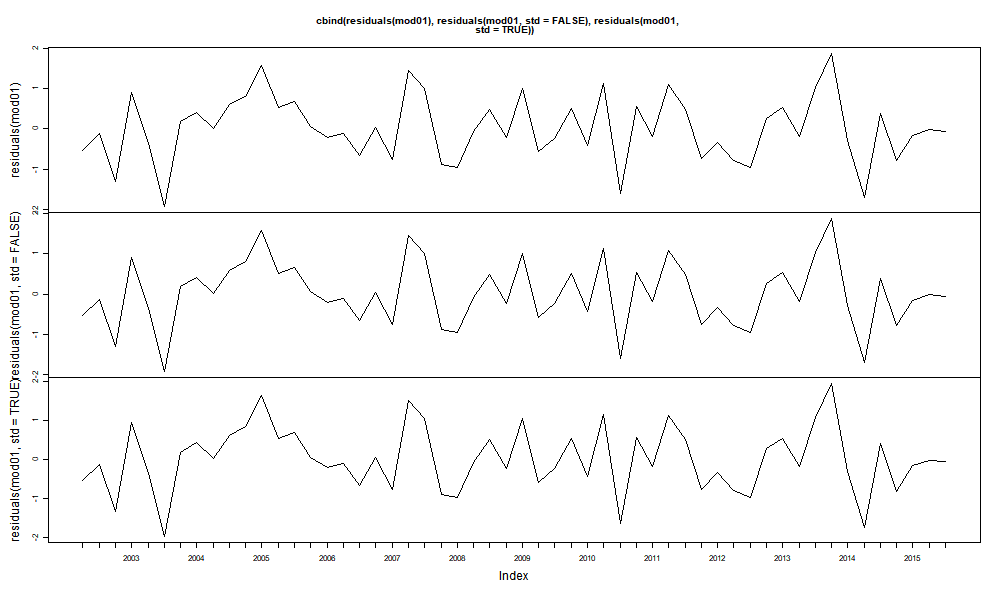 cbind(residuals(mod01), residuals(mod01, std = FALSE), residuals(mod01,
std = TRUE))
residuals(mod01)
2
1
0
-1
-2
residuals(mod01, std = FALSE)
2
1
0
-1
-2
residuals(mod01, std = TRUE)
2
1
0
-1
-2
2003 2004 2005 2006 2007 2008 2009 2010 2011 2012 2013 2014 2015
Index